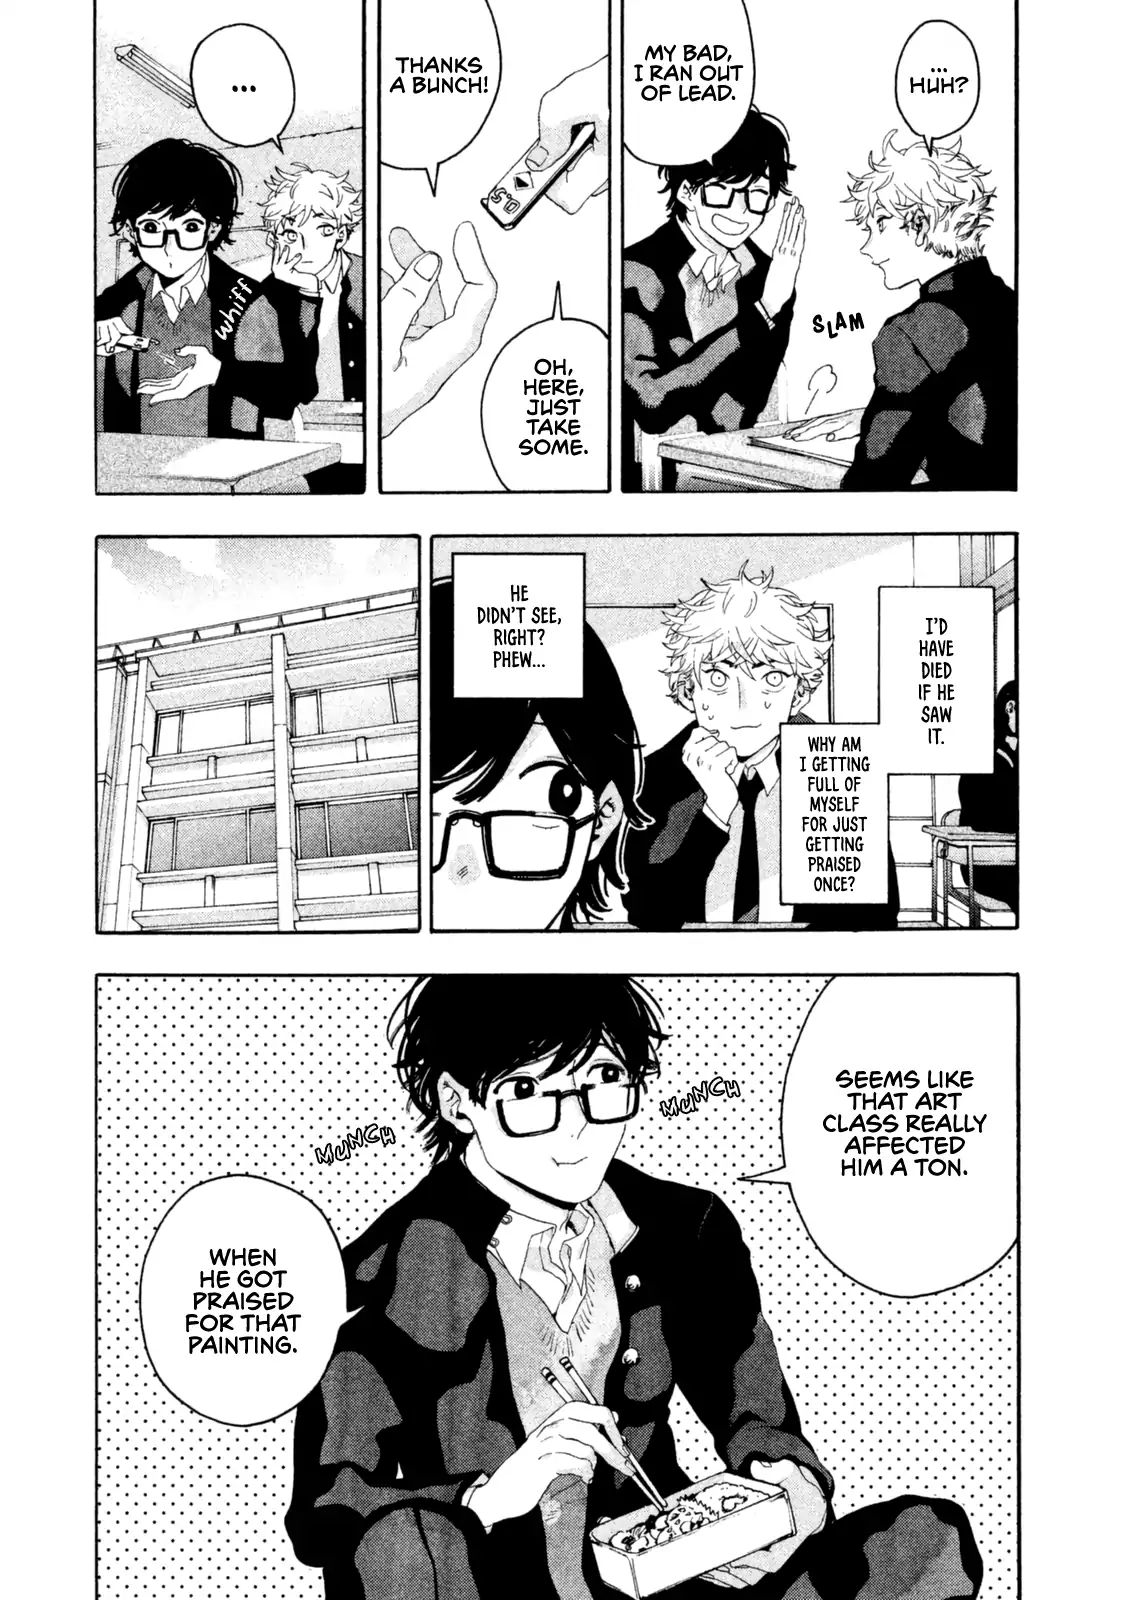 ...
HUH?
MY BAD,
I RAN OUT
OF LEAD.
SLAM
THANKS
A BUNCH!
0.5
OH,
HERE,
JUST
TAKE
SOME.
...
whiff
I'D
HAVE
DIED
IF HE
SAW
IT.
WHY AM
I GETTING
FULL OF
MYSELF
FOR JUST
GETTING
PRAISED
ONCE?
HE
DIDN'T SEE,
RIGHT?
PHEW...
SEEMS LIKE
THAT ART
CLASS REALLY
AFFECTED
HIM A TON.
MUNCH
MUNCH
WHEN
HE GOT
PRAISED
FOR THAT
PAINTING.